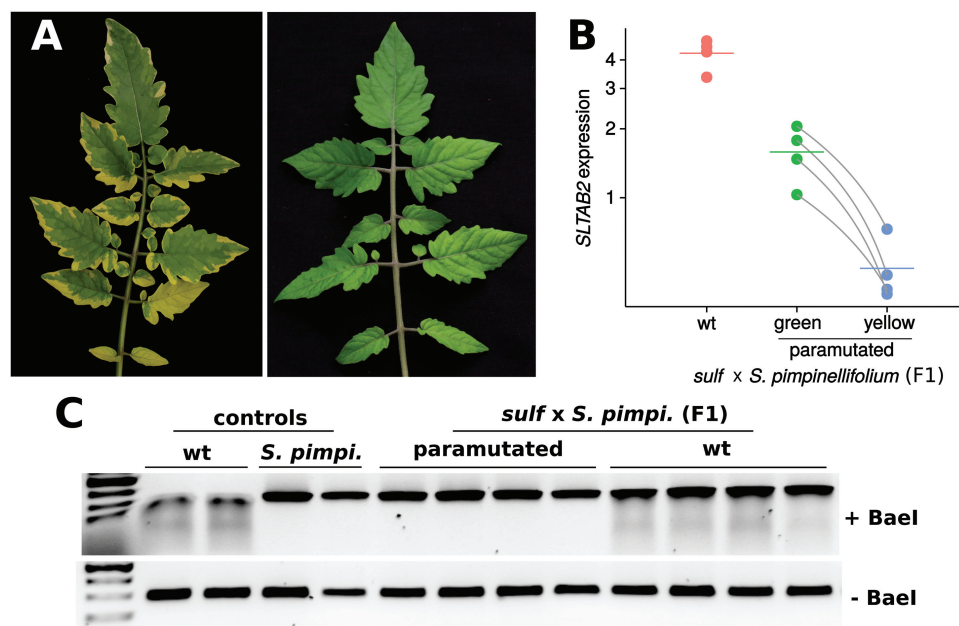 A
B
SLTAB2 expression
4
3
2
1
wt
green
yellow
paramutated
sulf x S. pimpinellifolium (F1)
C
controls
sulf x S. pimpi. (F1)
wt
S. pimpi.
paramutated
wt
+ BaeI
- BaeI